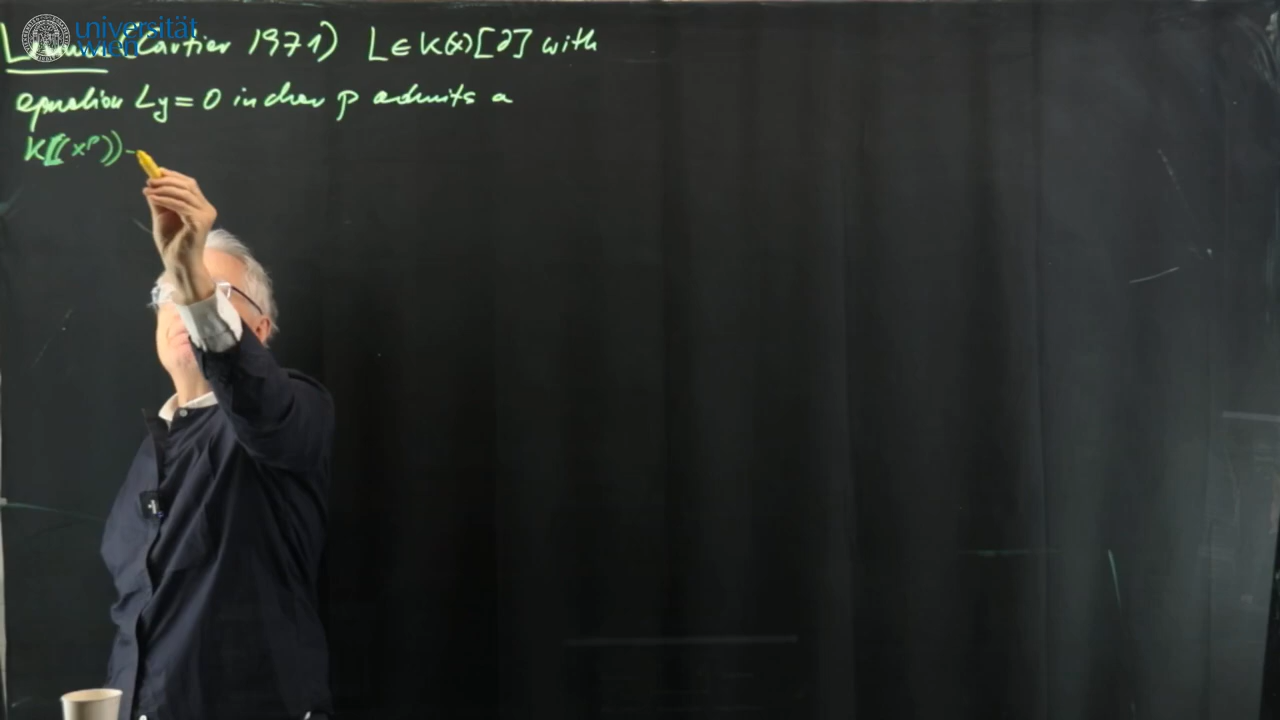 universität
wien
Lemma (Cartier 1971) L ∈ K(x)[∂] with
equation Ly = 0 in char p admits a
K((x^p))-